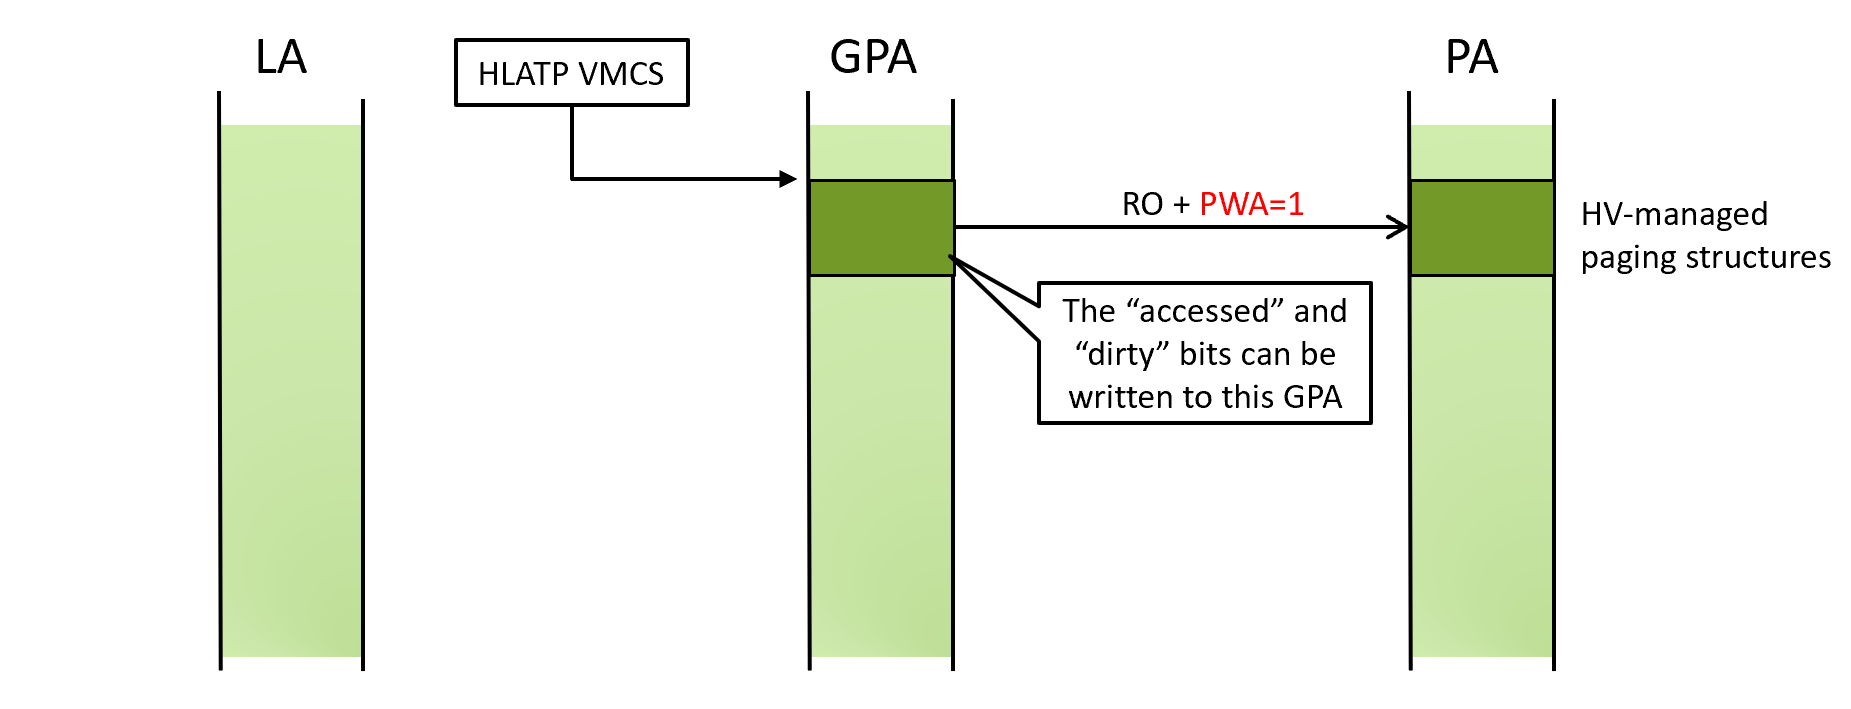 LA
HLATP VMCS
GPA
PA
RO + PWA=1
HV-managed
paging structures
The “accessed” and
“dirty” bits can be
written to this GPA